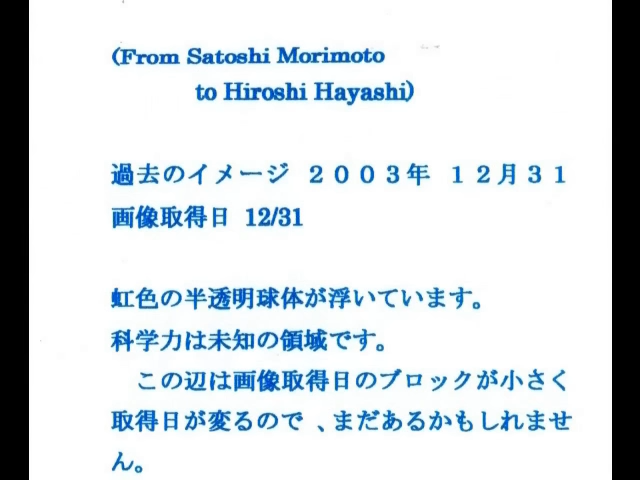 (From Satoshi Morimoto
to Hiroshi Hayashi)
過去のイメージ ２００３年 １２月３１
画像取得日 12/31
虹色の半透明球体が浮いています。
科学力は未知の領域です。
この辺は画像取得日のブロックが小さく
取得日が変るので 、まだあるかもしれませ
ん。